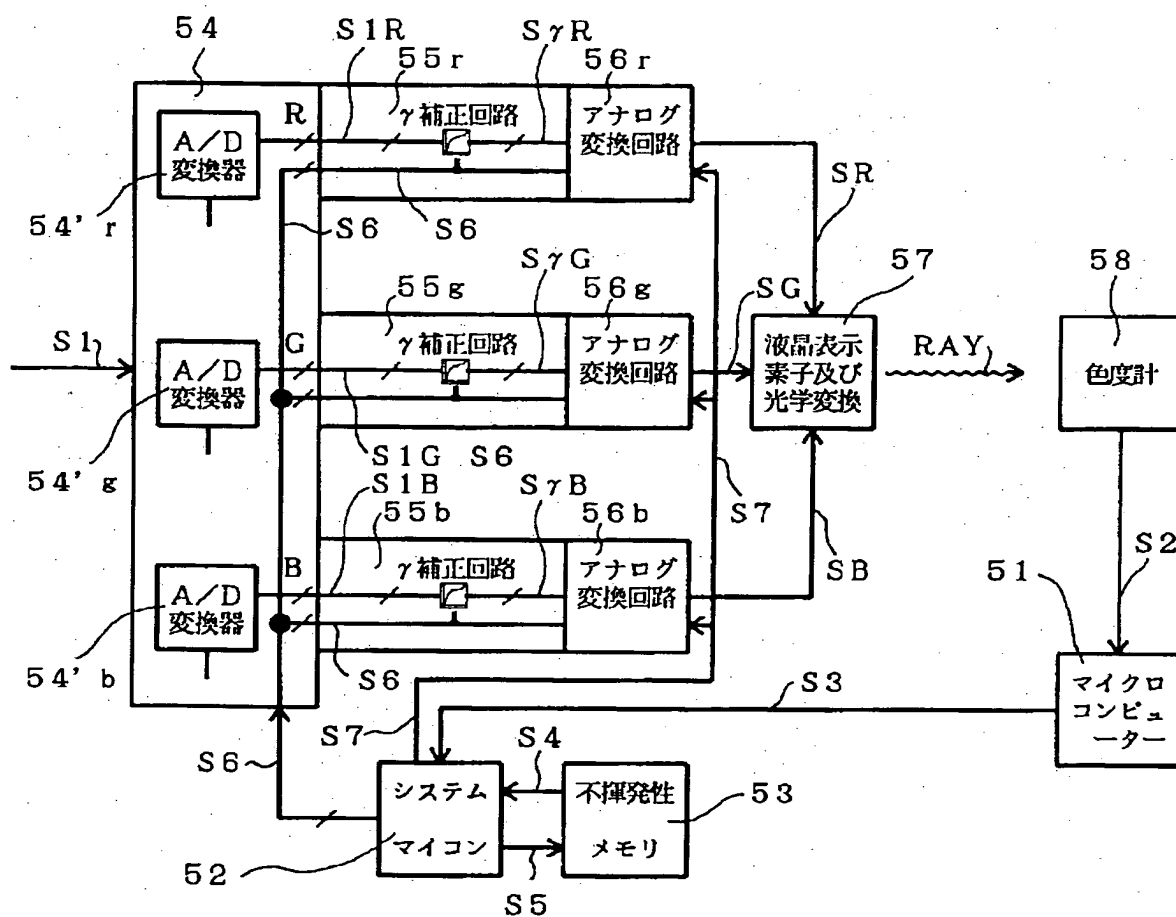 54
S1R
55r
SγR
56r
R
γ補正回路
アナログ
変換回路
A/D
変換器
54'r
S6
S6
SR
SγG
55g
56g
SG
57
58
S1
G
γ補正回路
アナログ
変換回路
A/D
変換器
液晶表示
素子及び
光学変換
RAY
色度計
54'g
S1G
S6
S1B
SγB
55b
56b
S7
SB
S2
B
γ補正回路
アナログ
変換回路
A/D
変換器
51
54'b
S6
マイクロ
コンピュ
ーター
S3
S7
S6
S4
システム
マイコン
不揮発性
メモリ
53
52
S5